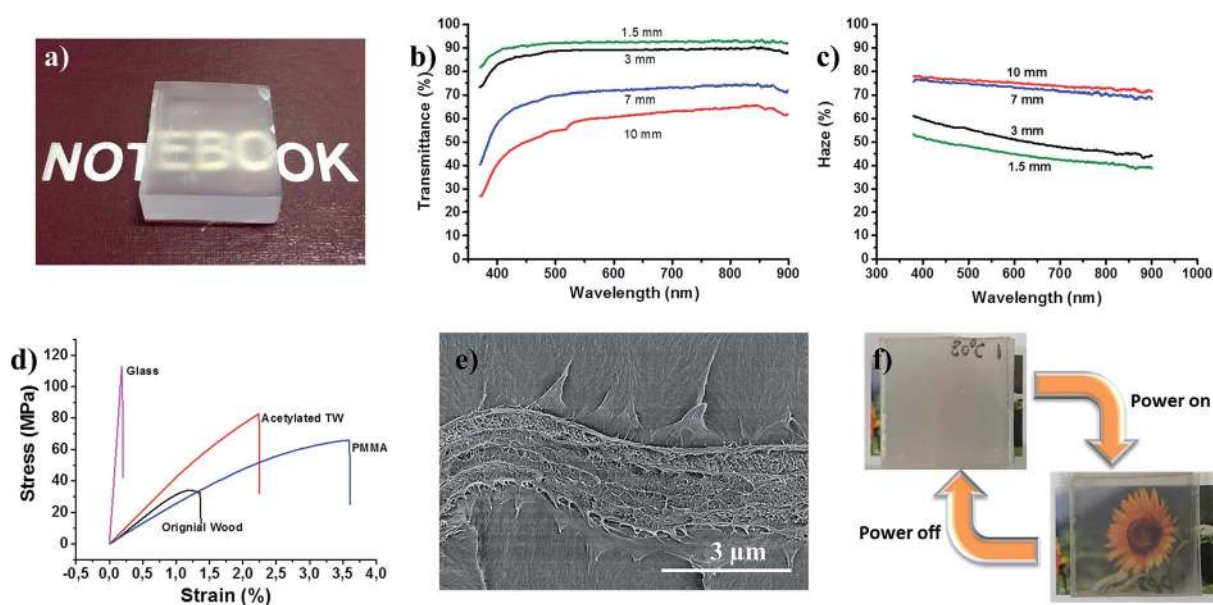 a)
NOTEBOOK
b)
Transmittance (%)
100
90
80
70
60
50
40
30
20
10
0
1.5 mm
3 mm
7 mm
10 mm
400 500 600 700 800 900
Wavelength (nm)
c)
Haze (%)
100
90
80
70
60
50
40
30
20
10
0
10 mm
7 mm
3 mm
1.5 mm
300 400 500 600 700 800 900 1000
Wavelength (nm)
d)
Stress (MPa)
120
100
80
60
40
20
0
Glass
Acetylated TW
PMMA
Orignial Wood
-0,5 0,0 0,5 1,0 1,5 2,0 2,5 3,0 3,5 4,0
Strain (%)
e)
3 µm
f)
80°C 1
Power on
Power off